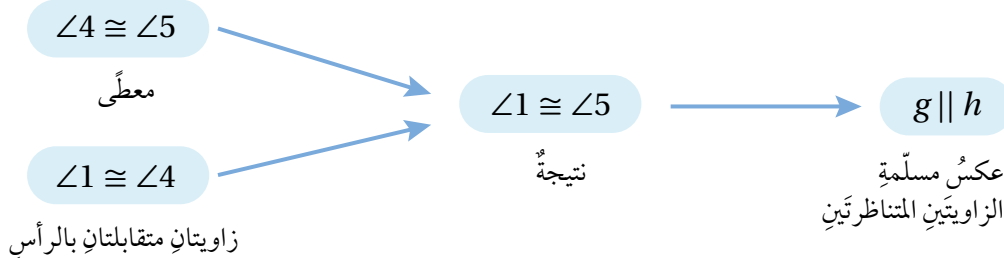 ∠4 ≅ ∠5
معطًى
∠1 ≅ ∠4
زاويتانِ متقابلتانِ بالرأسِ
∠1 ≅ ∠5
نتيجةٌ
g || h
عكسُ مسلّمةِ
الزاويتَينِ المتناظرتَينِ